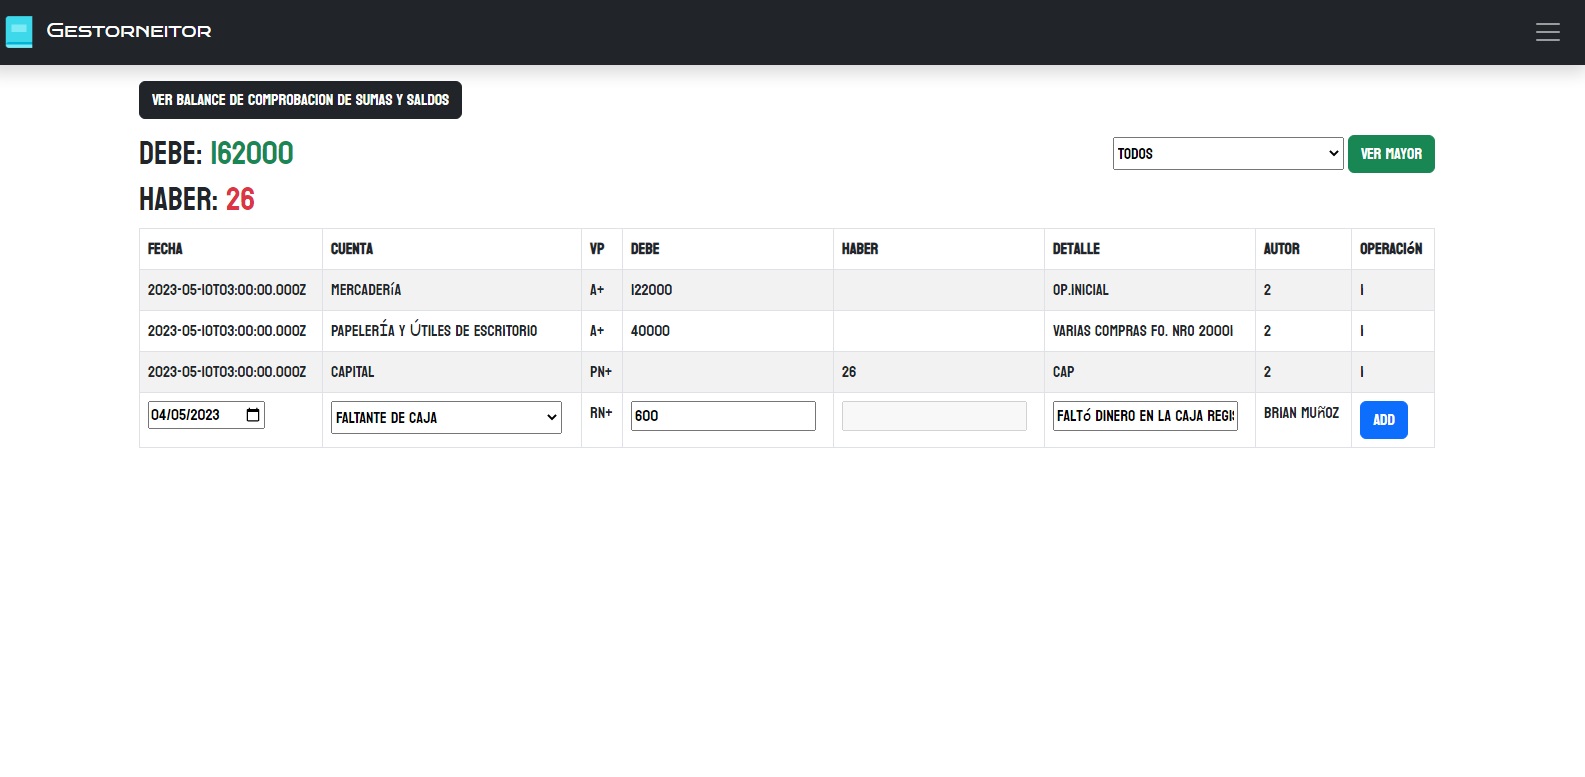 GESTORNEITOR
VER BALANCE DE COMPROBACION DE SUMAS Y SALDOS
DEBE: 162000
TODOS
VER MAYOR
HABER: 26
FECHA CUENTA VP DEBE HABER DETALLE AUTOR OPERACIÓN
2023-05-10T03:00:00.000Z MERCADERÍA A+ 122000 OP.INICIAL 2 1
2023-05-10T03:00:00.000Z PAPELERÍA Y ÚTILES DE ESCRITORIO A+ 40000 VARIAS COMPRAS FO. NRO 20001 2 1
2023-05-10T03:00:00.000Z CAPITAL PN+ 26 CAP 2 1
04/05/2023 FALTANTE DE CAJA RN+ 600 FALTÓ DINERO EN LA CAJA REGIS BRIAN MUÑOZ ADD